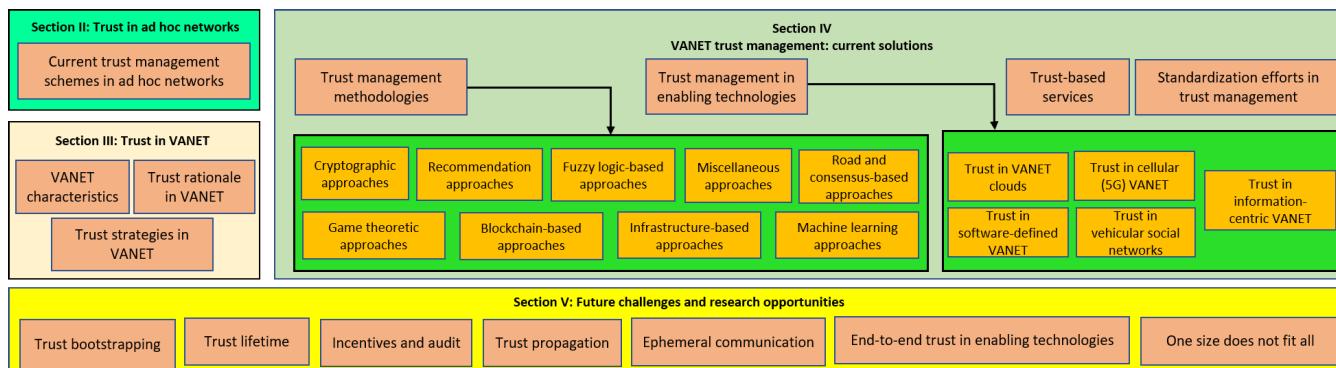 Section II: Trust in ad hoc networks
Current trust management
schemes in ad hoc networks
Section III: Trust in VANET
VANET
characteristics
Trust rationale
in VANET
Trust strategies in
VANET
Section IV
VANET trust management: current solutions
Trust management
methodologies
Trust management in
enabling technologies
Trust-based
services
Standardization efforts in
trust management
Cryptographic
approaches
Recommendation
approaches
Fuzzy logic-based
approaches
Miscellaneous
approaches
Road and
consensus-based
approaches
Game theoretic
approaches
Blockchain-based
approaches
Infrastructure-based
approaches
Machine learning
approaches
Trust in VANET
clouds
Trust in cellular
(5G) VANET
Trust in
information-
centric VANET
Trust in
software-defined
VANET
Trust in
vehicular social
networks
Section V: Future challenges and research opportunities
Trust bootstrapping
Trust lifetime
Incentives and audit
Trust propagation
Ephemeral communication
End-to-end trust in enabling technologies
One size does not fit all